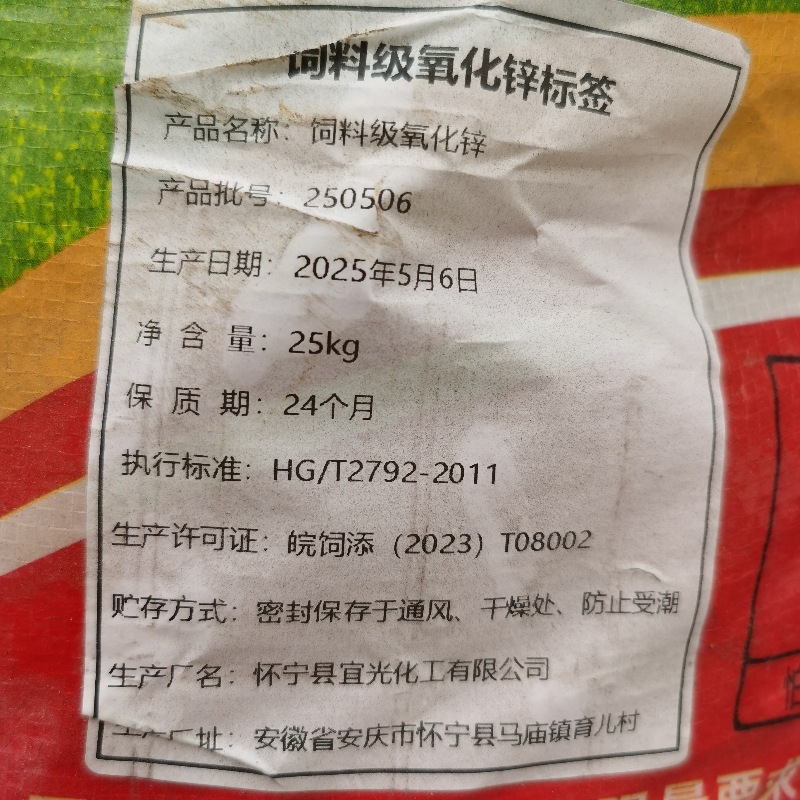 饲料级氧化锌标签
产品名称：饲料级氧化锌
产品批号：250506
生产日期：2025年5月6日
净 含 量：25kg
保 质 期：24个月
执行标准：HG/T2792-2011
生产许可证：皖饲添（2023）T08002
贮存方式：密封保存于通风、干燥处、防止受潮
生产厂名：怀宁县宜光化工有限公司
生产厂址：安徽省安庆市怀宁县马庙镇育儿村